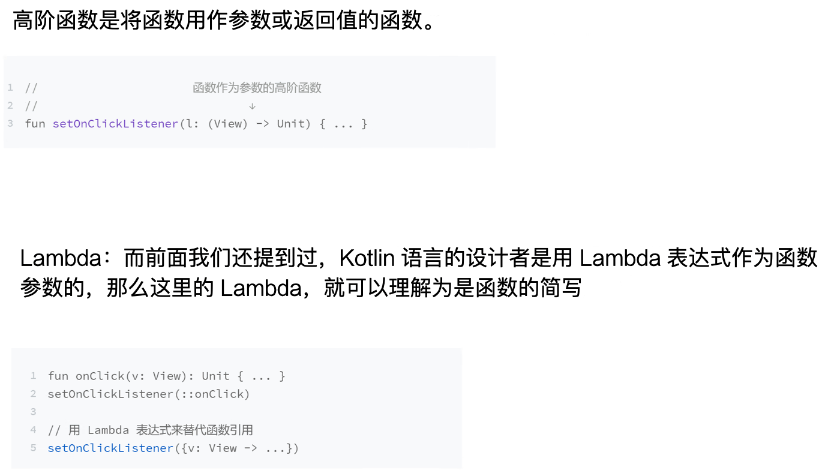 高阶函数是将函数用作参数或返回值的函数。
1 // 函数作为参数的高阶函数
2 // ↓
3 fun setOnClickListener(l: (View) -> Unit) { ... }
Lambda：而前面我们还提到过，Kotlin 语言的设计者是用 Lambda 表达式作为函数
参数的，那么这里的 Lambda，就可以理解为是函数的简写
1 fun onClick(v: View): Unit { ... }
2 setOnClickListener(::onClick)
3
4 // 用 Lambda 表达式来替代函数引用
5 setOnClickListener({v: View -> ...})